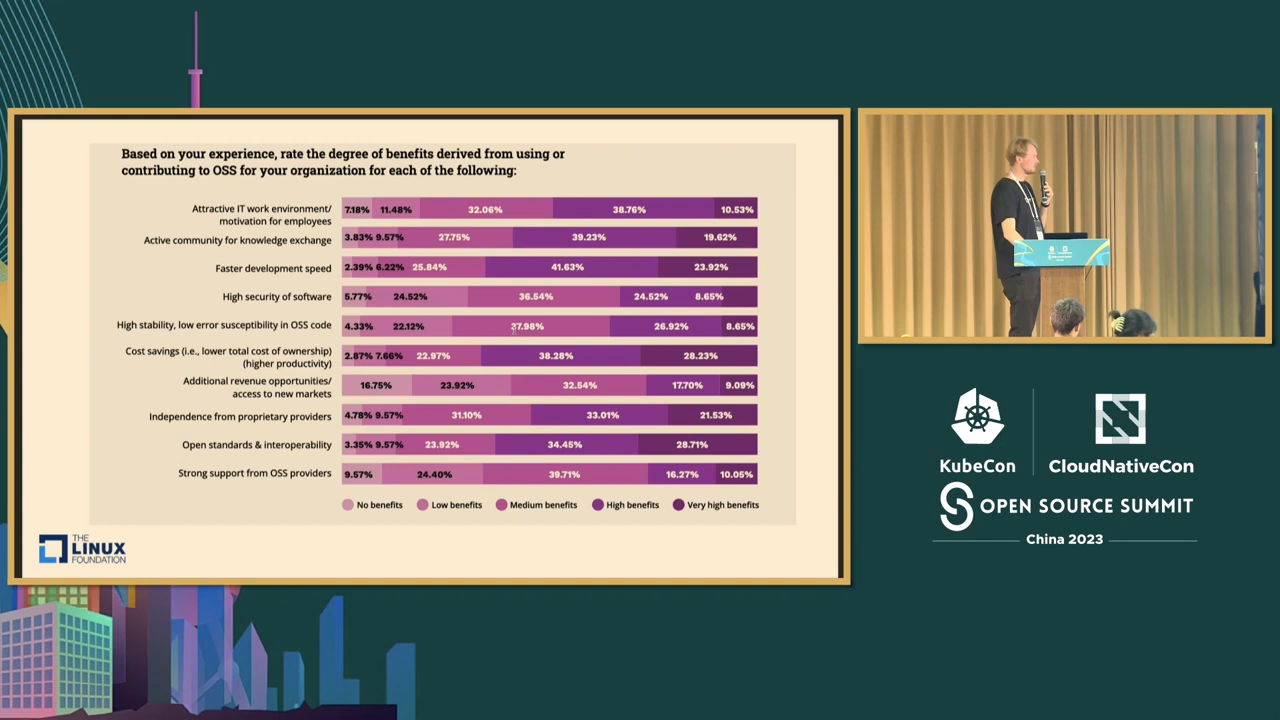 Based on your experience, rate the degree of benefits derived from using or
contributing to OSS for your organization for each of the following:
Attractive IT work environment/
motivation for employees
7.18% 11.48% 32.06% 38.76% 10.53%
Active community for knowledge exchange
3.83% 9.57% 27.75% 39.23% 19.62%
Faster development speed
2.39% 6.22% 25.84% 41.63% 23.92%
High security of software
5.77% 24.52% 36.54% 24.52% 8.65%
High stability, low error susceptibility in OSS code
4.33% 22.12% 37.98% 26.92% 8.65%
Cost savings (i.e., lower total cost of ownership)
(higher productivity)
2.87% 7.66% 22.97% 38.28% 28.23%
Additional revenue opportunities/
access to new markets
16.75% 23.92% 32.54% 17.70% 9.09%
Independence from proprietary providers
4.78% 9.57% 31.10% 33.01% 21.53%
Open standards & interoperability
3.35% 9.57% 23.92% 34.45% 28.71%
Strong support from OSS providers
9.57% 24.40% 39.71% 16.27% 10.05%
No benefits Low benefits Medium benefits High benefits Very high benefits
THE
LINUX
FOUNDATION
KubeCon CloudNativeCon
OPEN SOURCE SUMMIT
China 2023